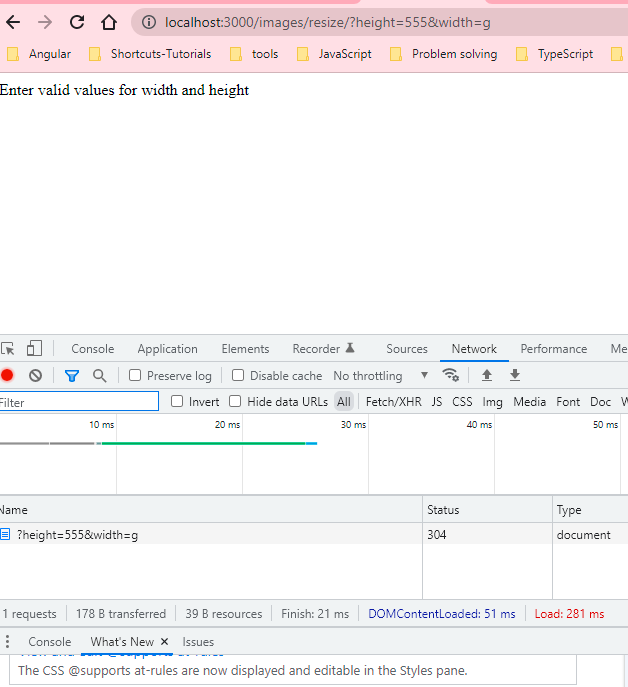 localhost:3000/images/resize/?height=555&width=g
Angular Shortcuts-Tutorials tools JavaScript Problem solving TypeScript
Enter valid values for width and height
Console Application Elements Recorder Sources Network Performance Me
Preserve log Disable cache No throttling
Filter Invert Hide data URLs All Fetch/XHR JS CSS Img Media Font Doc W
10 ms 20 ms 30 ms 40 ms 50 ms
Name Status Type
?height=555&width=g 304 document
1 requests 178 B transferred 39 B resources Finish: 21 ms DOMContentLoaded: 51 ms Load: 281 ms
Console What's New Issues
The CSS @supports at-rules are now displayed and editable in the Styles pane.